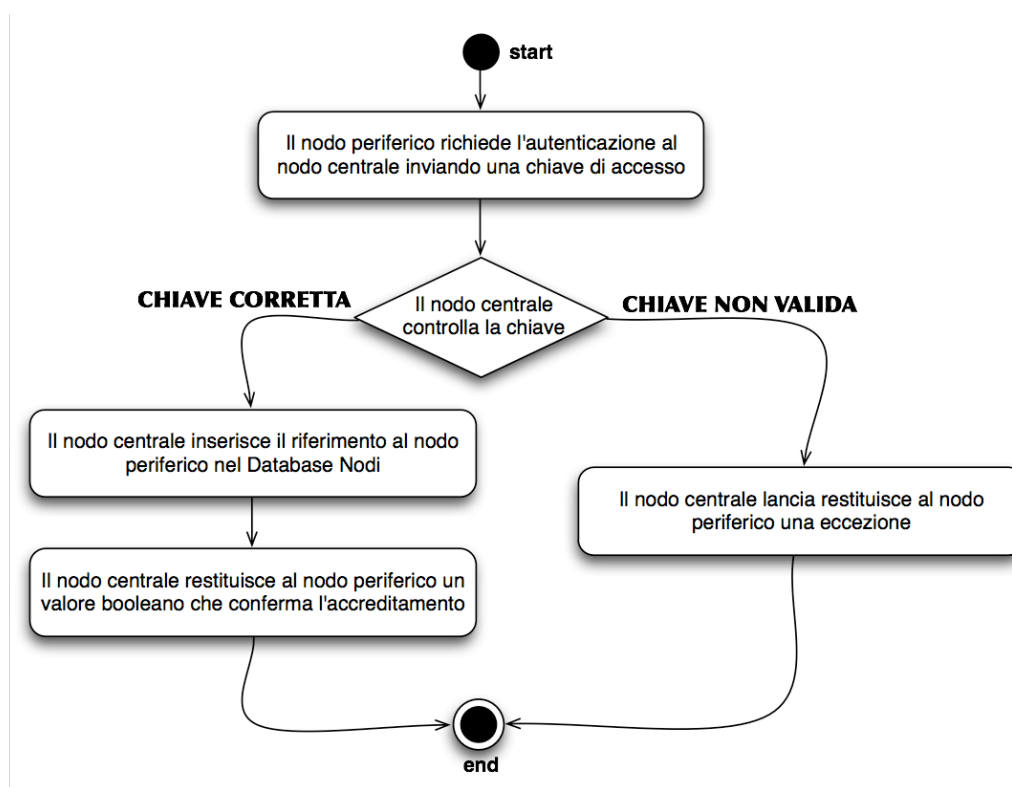 start
Il nodo periferico richiede l'autenticazione al
nodo centrale inviando una chiave di accesso
CHIAVE CORRETTA
Il nodo centrale
controlla la chiave
CHIAVE NON VALIDA
Il nodo centrale inserisce il riferimento al nodo
periferico nel Database Nodi
Il nodo centrale lancia restituisce al nodo
periferico una eccezione
Il nodo centrale restituisce al nodo periferico un
valore booleano che conferma l'accreditamento
end